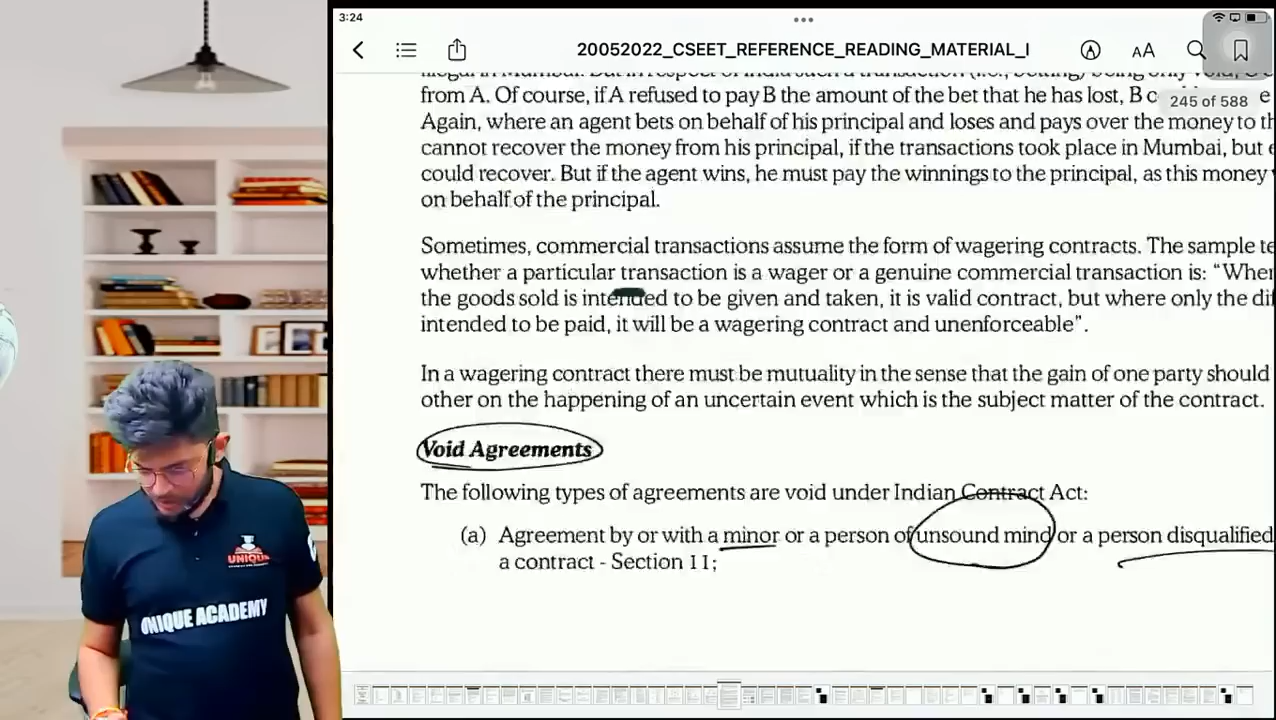 3:24
20052022_CSEET_REFERENCE_READING_MATERIAL_I
AA
245 of 588
from A. Of course, if A refused to pay B the amount of the bet that he has lost, B
Again, where an agent bets on behalf of his principal and loses and pays over the money to
cannot recover the money from his principal, if the transactions took place in Mumbai, but
could recover. But if the agent wins, he must pay the winnings to the principal, as this money
on behalf of the principal.
Sometimes, commercial transactions assume the form of wagering contracts. The sample
whether a particular transaction is a wager or a genuine commercial transaction is: “
the goods sold is intended to be given and taken, it is valid contract, but where only the
intended to be paid, it will be a wagering contract and unenforceable”.
In a wagering contract there must be mutuality in the sense that the gain of one party should
other on the happening of an uncertain event which is the subject matter of the contract.
Void Agreements
The following types of agreements are void under Indian Contract Act:
(a) Agreement by or with a minor or a person of unsound mind or a person disqualified
a contract - Section 11;
UNIQUE
UNIQUE ACADEMY